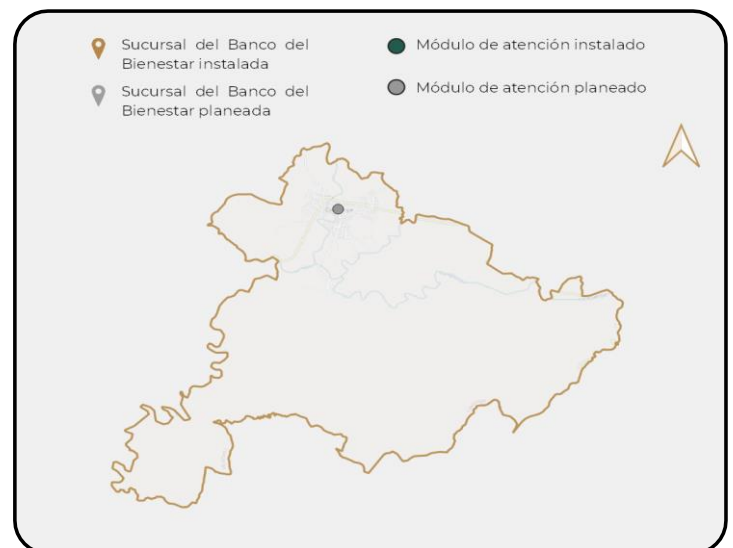 Sucursal del Banco del
Bienestar instalada
Sucursal del Banco del
Bienestar planeada
Módulo de atención instalado
Módulo de atención planeado